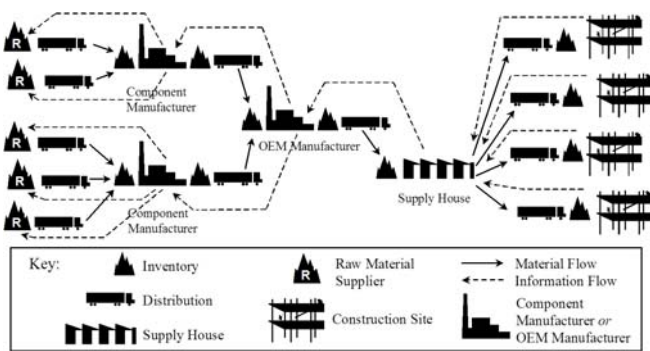 R
R
Component
Manufacturer
OEM Manufacturer
R
R
R
Component
Manufacturer
Supply House
Key:
Inventory
Distribution
Supply House
R
Raw Material
Supplier
Construction Site
Material Flow
Information Flow
Component
Manufacturer or
OEM Manufacturer